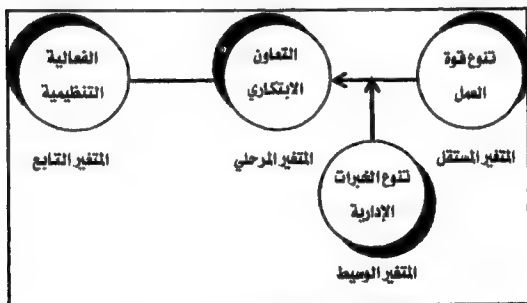 تنوع قوة
العمل
المتغير المستقل
التعاون
الابتكاري
المتغير المرحلي
الفعالية
التنظيمية
المتغير التابع
تنوع الخبرات
الإدارية
المتغير الوسيط